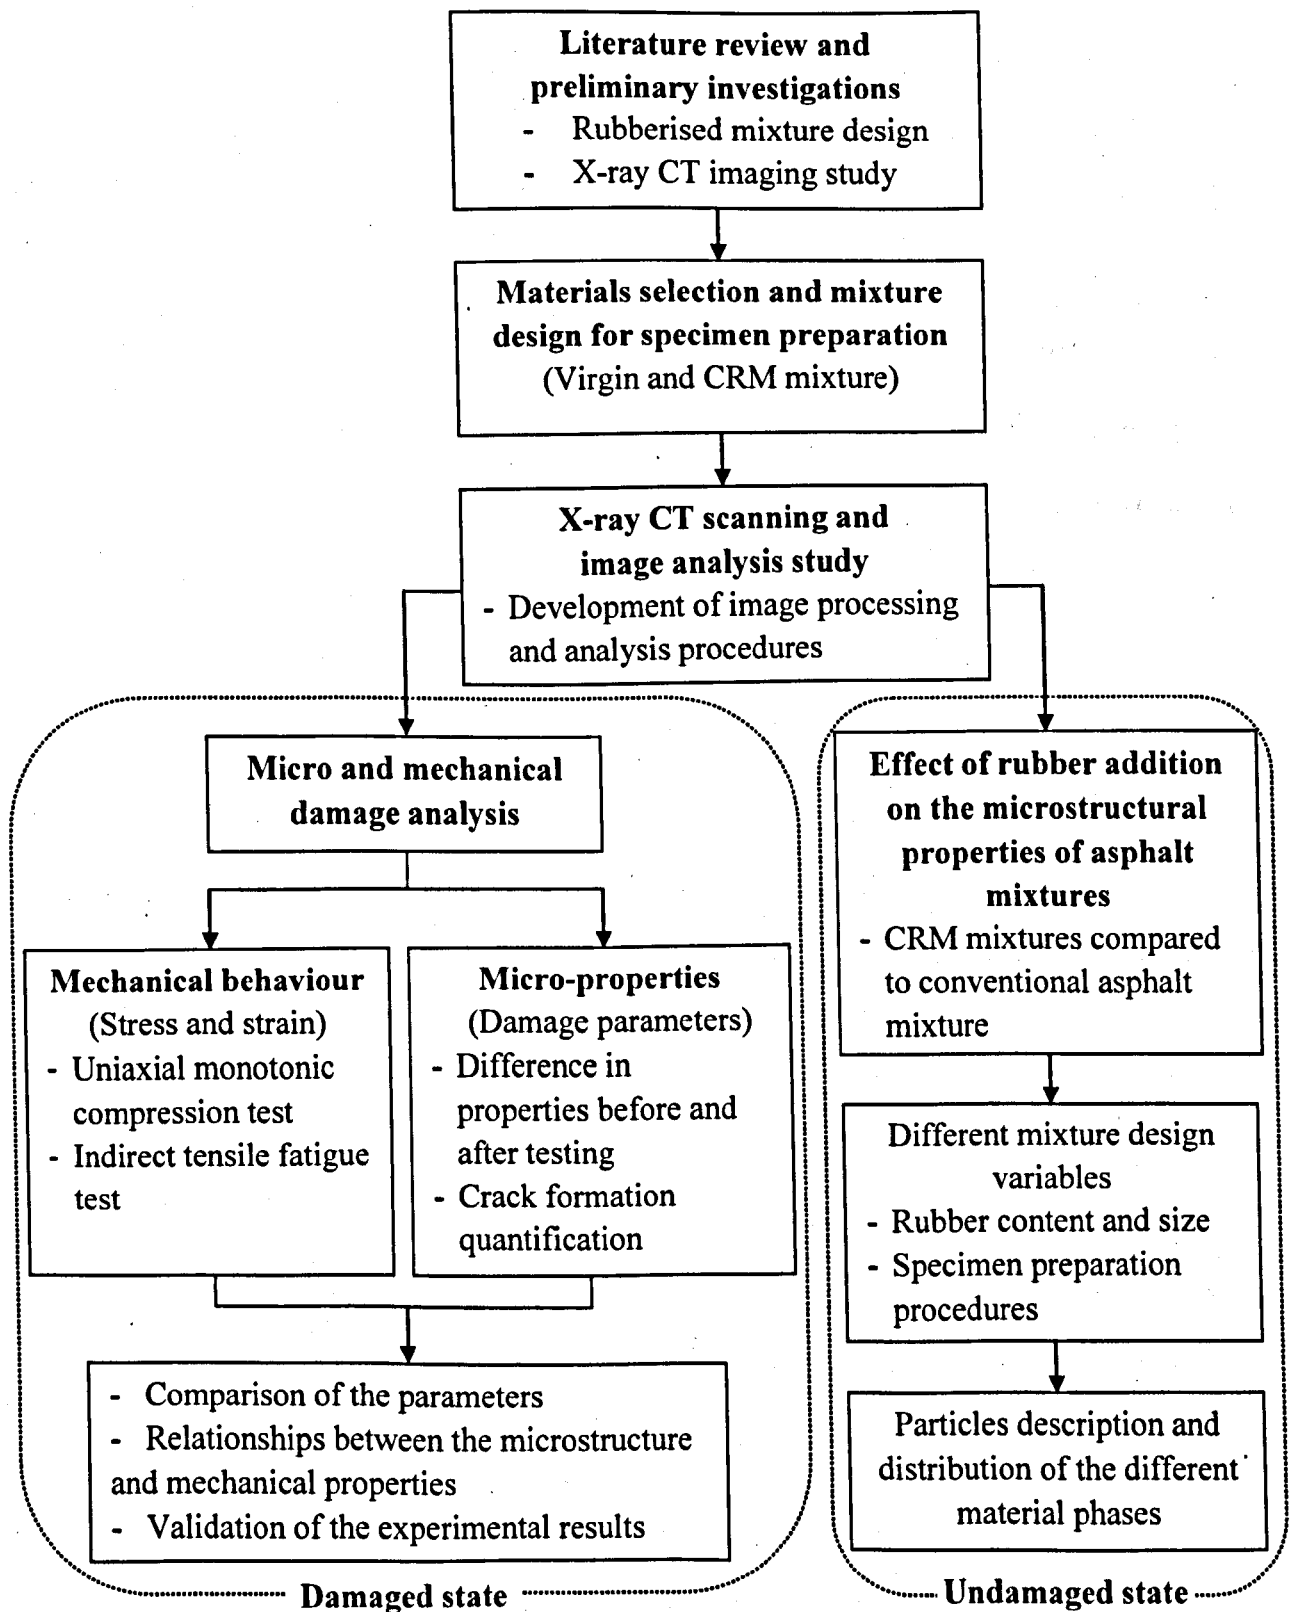 Literature review and
preliminary investigations
- Rubberised mixture design
- X-ray CT imaging study
Materials selection and mixture
design for specimen preparation
(Virgin and CRM mixture)
X-ray CT scanning and
image analysis study
- Development of image processing
and analysis procedures
Micro and mechanical
damage analysis
Mechanical behaviour
(Stress and strain)
- Uniaxial monotonic
compression test
- Indirect tensile fatigue
test
Micro-properties
(Damage parameters)
- Difference in
properties before and
after testing
- Crack formation
quantification
- Comparison of the parameters
- Relationships between the microstructure
and mechanical properties
- Validation of the experimental results
Damaged state
Effect of rubber addition
on the microstructural
properties of asphalt
mixtures
- CRM mixtures compared
to conventional asphalt
mixture
Different mixture design
variables
- Rubber content and size
- Specimen preparation
procedures
Particles description and
distribution of the different
material phases
Undamaged state